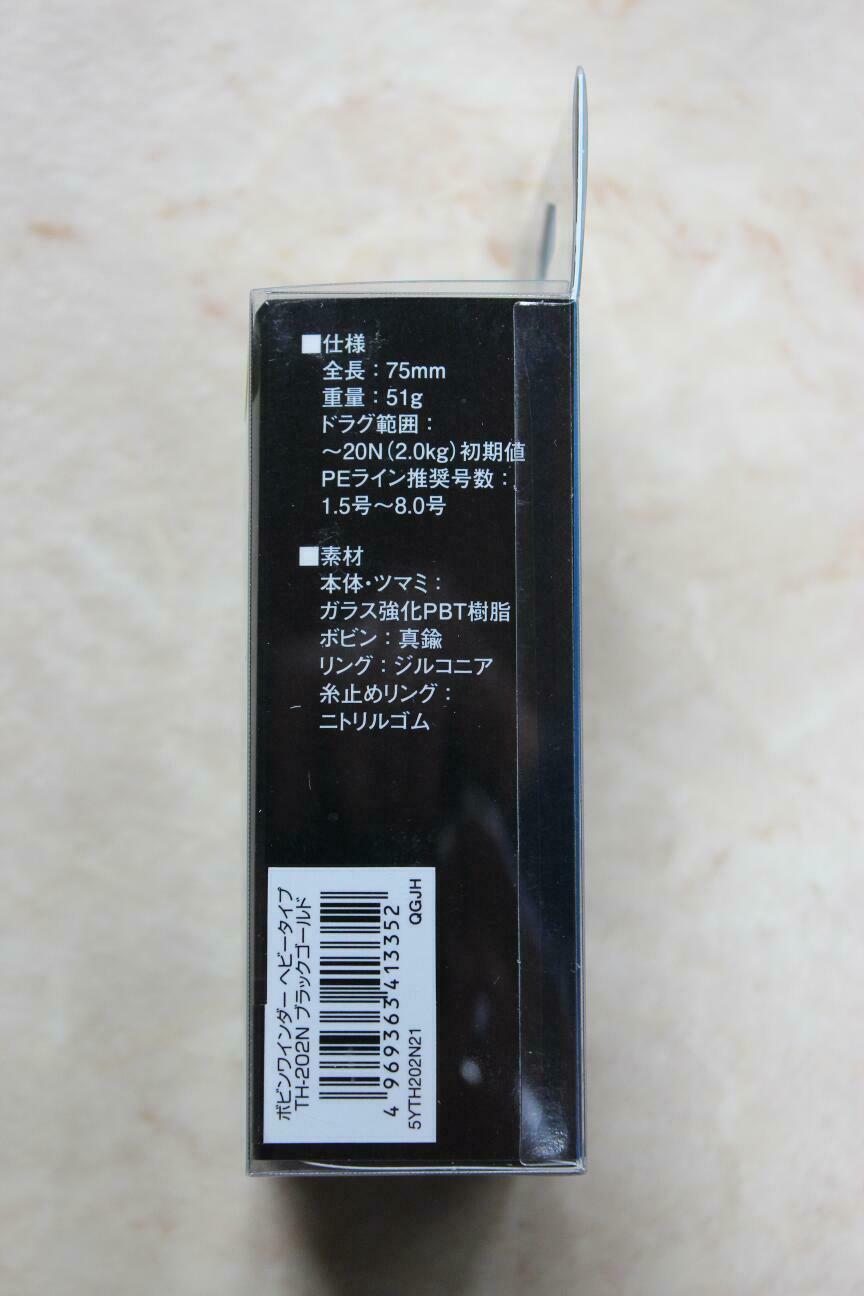 ■仕様
全長：75mm
重量：51g
ドラグ範囲：
～20N（2.0kg）初期値
PEライン推奨号数：
1.5号～8.0号
■素材
本体・ツマミ：
ガラス強化PBT樹脂
ボビン：真鍮
リング：ジルコニア
糸止めリング：
ニトリルゴム
ボビンワインダー ヘビータイプ
TH-202N ブラックゴールド
4 969363 413352
5YTH202N21 QGJH